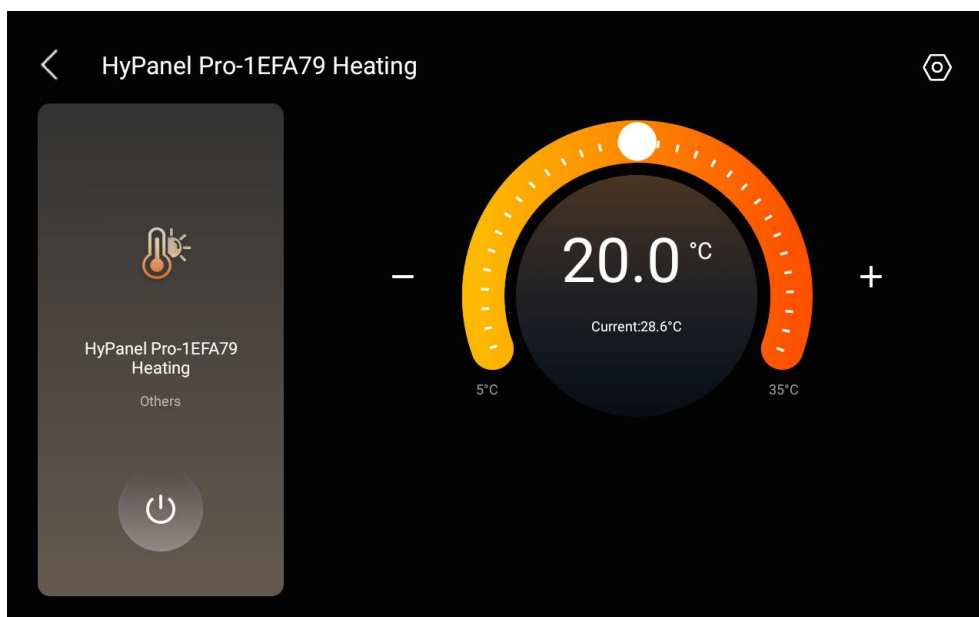 HyPanel Pro-1EFA79 Heating
HyPanel Pro-1EFA79
Heating
Others
20.0 °C
Current:28.6°C
5°C
35°C